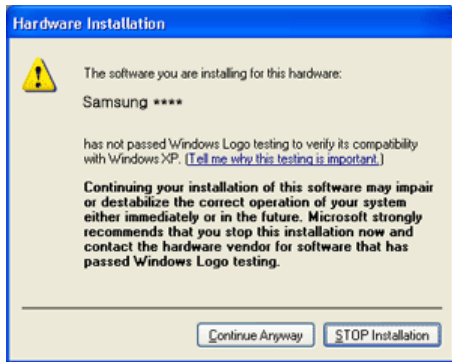 Hardware Installation
The software you are installing for this hardware:
Samsung ****
has not passed Windows Logo testing to verify its compatibility
with Windows XP. (Tell me why this testing is important.)
Continuing your installation of this software may impair
or destabilize the correct operation of your system
either immediately or in the future. Microsoft strongly
recommends that you stop this installation now and
contact the hardware vendor for software that has
passed Windows Logo testing.
Continue Anyway
STOP Installation